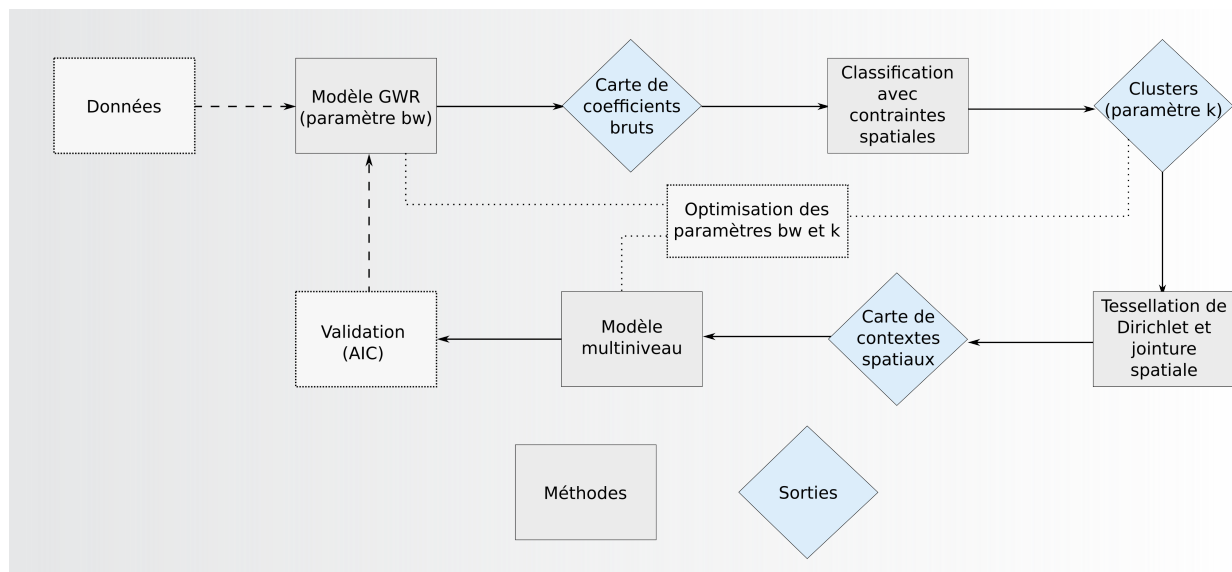 Données
Modèle GWR
(paramètre bw)
Carte de
coefficients
bruts
Classification
avec
contraintes
spatiales
Clusters
(paramètre k)
Optimisation des
paramètres bw et k
Validation
(AIC)
Modèle
multiniveau
Carte de
contextes
spatiaux
Tessellation de
Dirichlet et
jointure
spatiale
Méthodes
Sorties